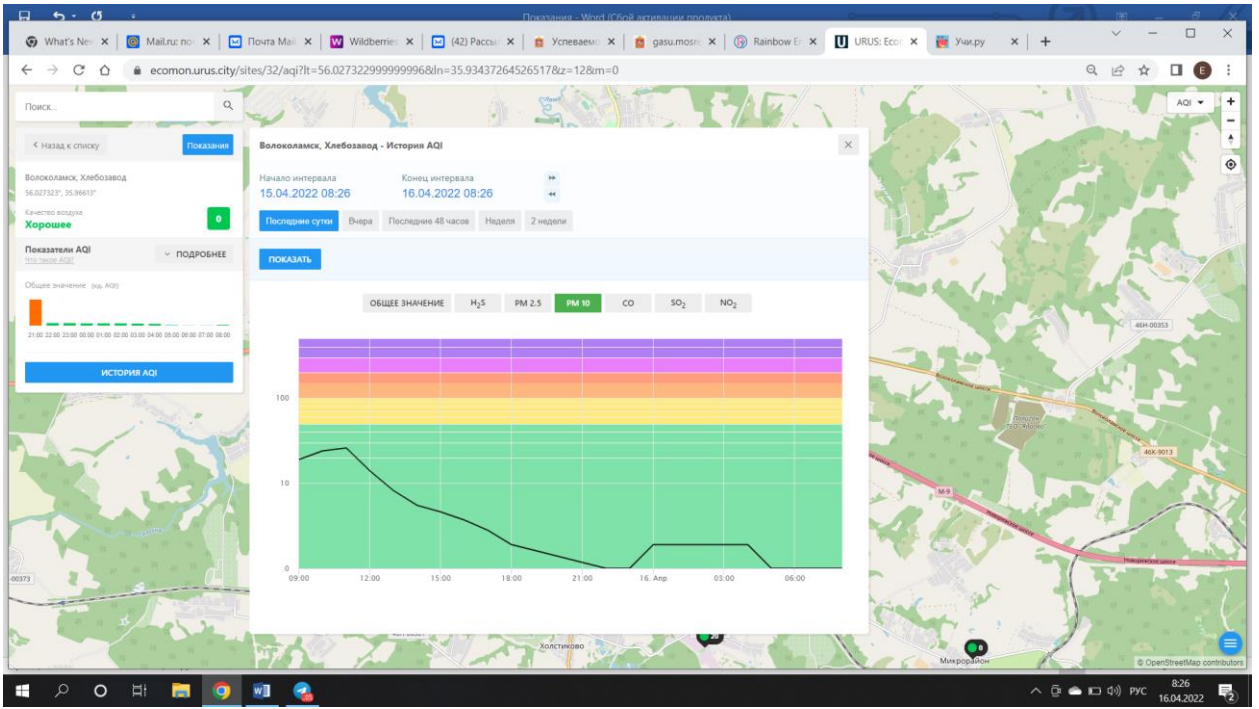 Показания - Word (Сбой активации продукта)
What's Ne
Mail.ru: по
Почта Mail
Wildberries
(42) Рассы
Успеваемо
gasu.mosre
Rainbow E
URUS: Ecor
Учи.ру
ecomon.urus.city/sites/32/aqi?lt=56.027322999999996&ln=35.93437264526517&z=12&m=0
Поиск...
AQI
Назад к списку
Показания
Волоколамск, Хлебозавод
56.027323°, 35.96613°
Качество воздуха
Хорошее
0
Показатели AQI
Что такое AQI?
ПОДРОБНЕЕ
Общее значение (ед. AQI)
21:00 22:00 23:00 00:00 01:00 02:00 03:00 04:00 05:00 06:00 07:00 08:00
ИСТОРИЯ AQI
Волоколамск, Хлебозавод - История AQI
Начало интервала
Конец интервала
15.04.2022 08:26
16.04.2022 08:26
Последние сутки
Вчера
Последние 48 часов
Неделя
2 недели
ПОКАЗАТЬ
ОБЩЕЕ ЗНАЧЕНИЕ
H₂S
PM 2.5
PM 10
CO
SO₂
NO₂
100
10
0
09:00 12:00 15:00 18:00 21:00 16. Апр 03:00 06:00
46Н-00353
Волоколамское шоссе
46К-9013
М-9
Новорижское шоссе
-00373
Холстиково
20
0
Микрорайон
© OpenStreetMap contributors
РУС
8:26
16.04.2022
2